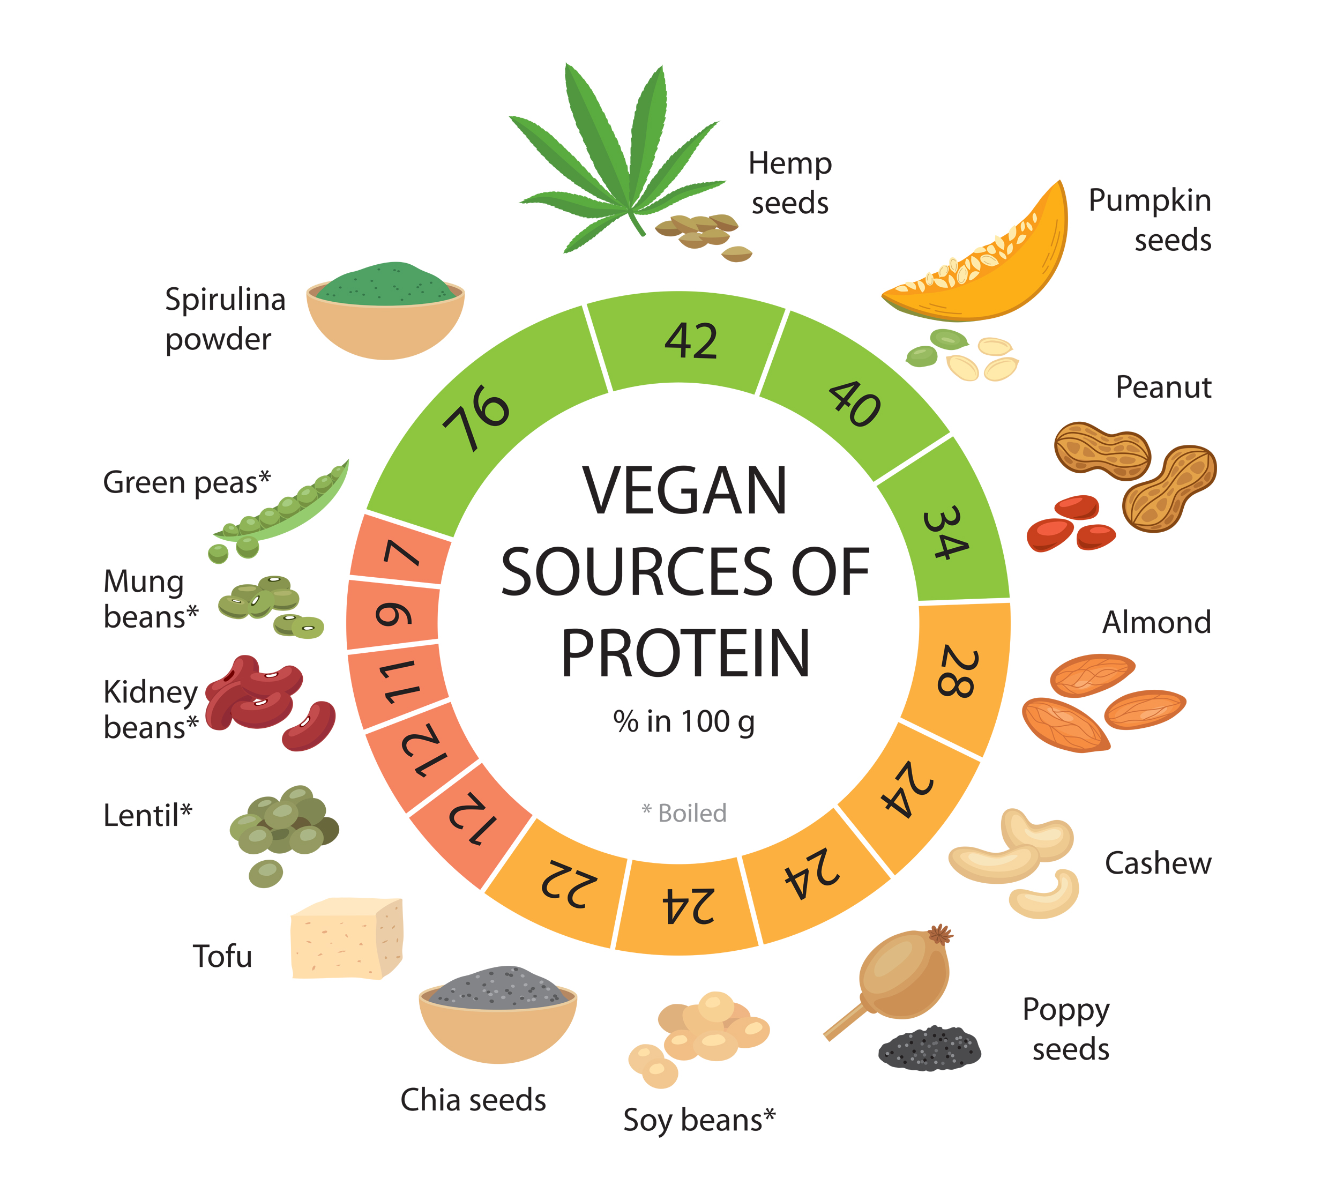 Hemp
seeds
Pumpkin
seeds
Spirulina
powder
42
40
76
Peanut
Green peas*
34
VEGAN
SOURCES OF
PROTEIN
% in 100 g
* Boiled
7
Mung
beans*
9
Almond
28
Kidney
beans*
11
12
24
Lentil*
12
Cashew
22
24
24
Tofu
Poppy
seeds
Chia seeds
Soy beans*